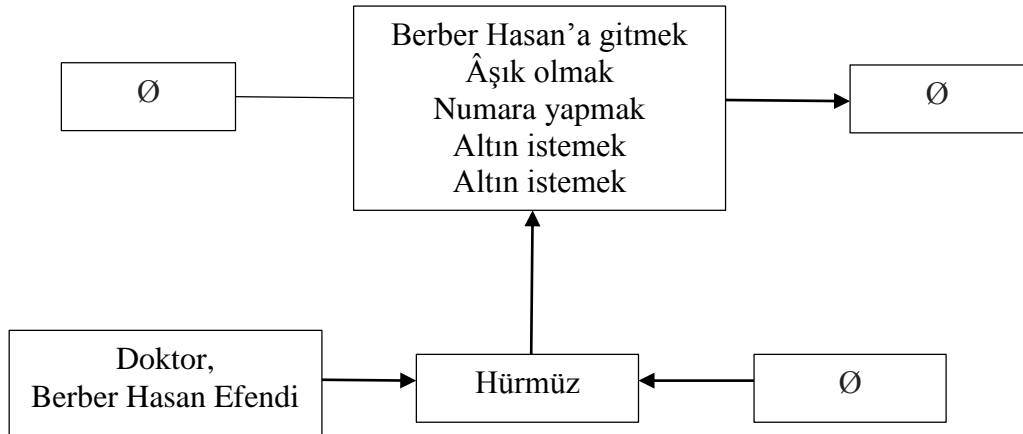 Berber Hasan’a gitmek
Âşık olmak
Numara yapmak
Altın istemek
Altın istemek
Ø
Ø
Doktor,
Berber Hasan Efendi
Hürmüz
Ø